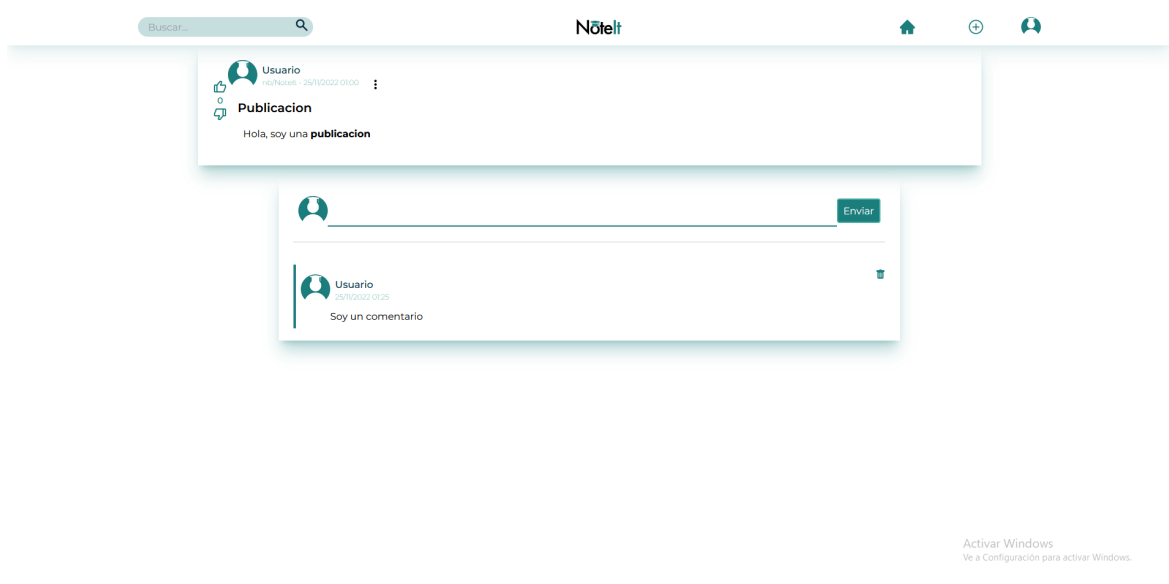 Buscar...
NōteIt
Usuario
nb/NoteIt - 25/11/2022 01:00
0
Publicacion
Hola, soy una publicacion
Enviar
Usuario
25/11/2022 01:25
Soy un comentario
Activar Windows
Ve a Configuración para activar Windows.